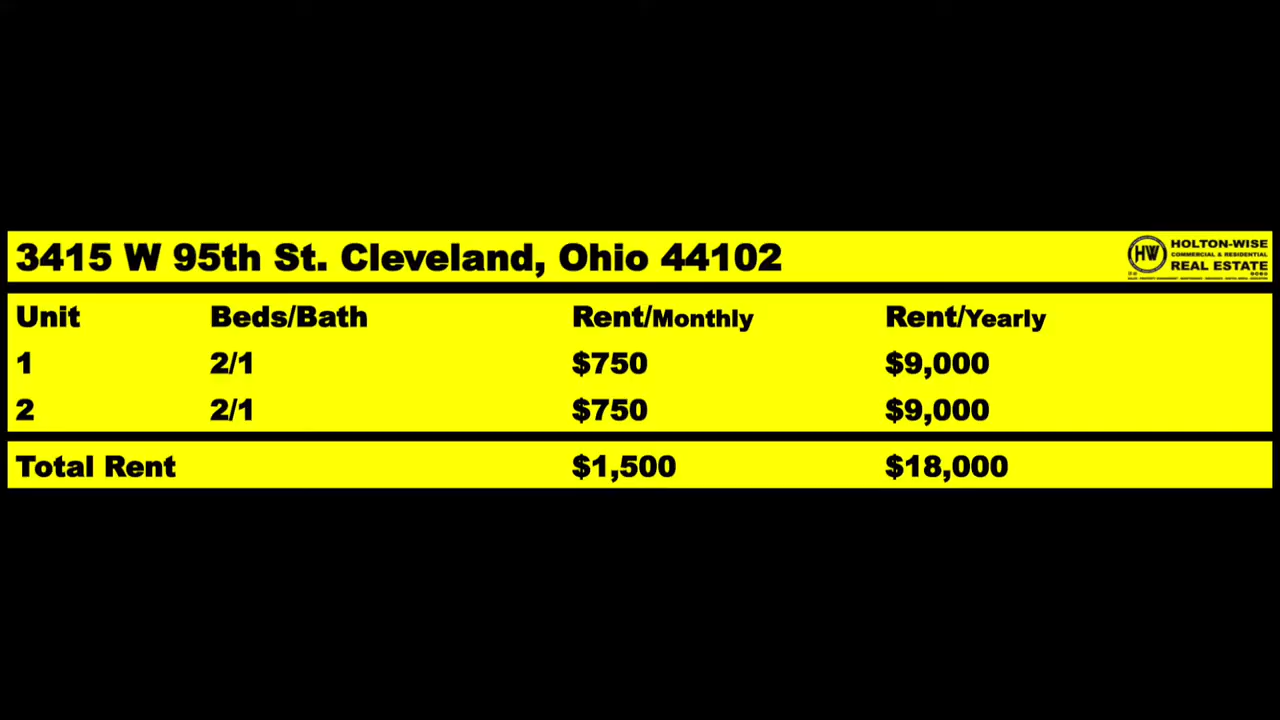 3415 W 95th St. Cleveland, Ohio 44102
HOLTON-WISE
COMMERCIAL & RESIDENTIAL
REAL ESTATE
Unit Beds/Bath Rent/Monthly Rent/Yearly
1 2/1 $750 $9,000
2 2/1 $750 $9,000
Total Rent $1,500 $18,000